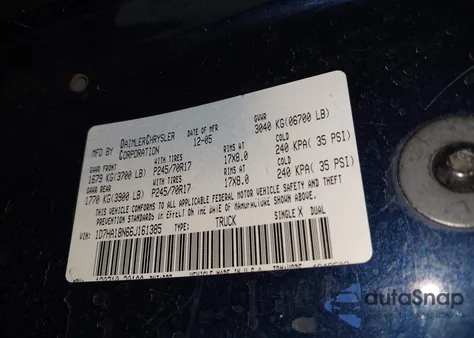 MFD BY DAIMLERCHRYSLER CORPORATION
DATE OF MFR 12-05
GVWR 3040 KG(06700 LB)
GAWR FRONT WITH TIRES RIMS AT COLD
1679 KG(3700 LB) P245/70R17 17X8.0 240 KPA( 35 PSI)
GAWR REAR WITH TIRES RIMS AT COLD
1770 KG(3900 LB) P245/70R17 17X8.0 240 KPA( 35 PSI)
THIS VEHICLE CONFORMS TO ALL APPLICABLE FEDERAL MOTOR VEHICLE SAFETY AND THEFT
PREVENTION STANDARDS IN EFFECT ON THE DATE OF MANUFACTURE SHOWN ABOVE.
VIN: 1D7HA18N66J161305 TYPE: TRUCK SINGLE X DUAL
VEHICLE MADE IN U.S.A.
autoSnap